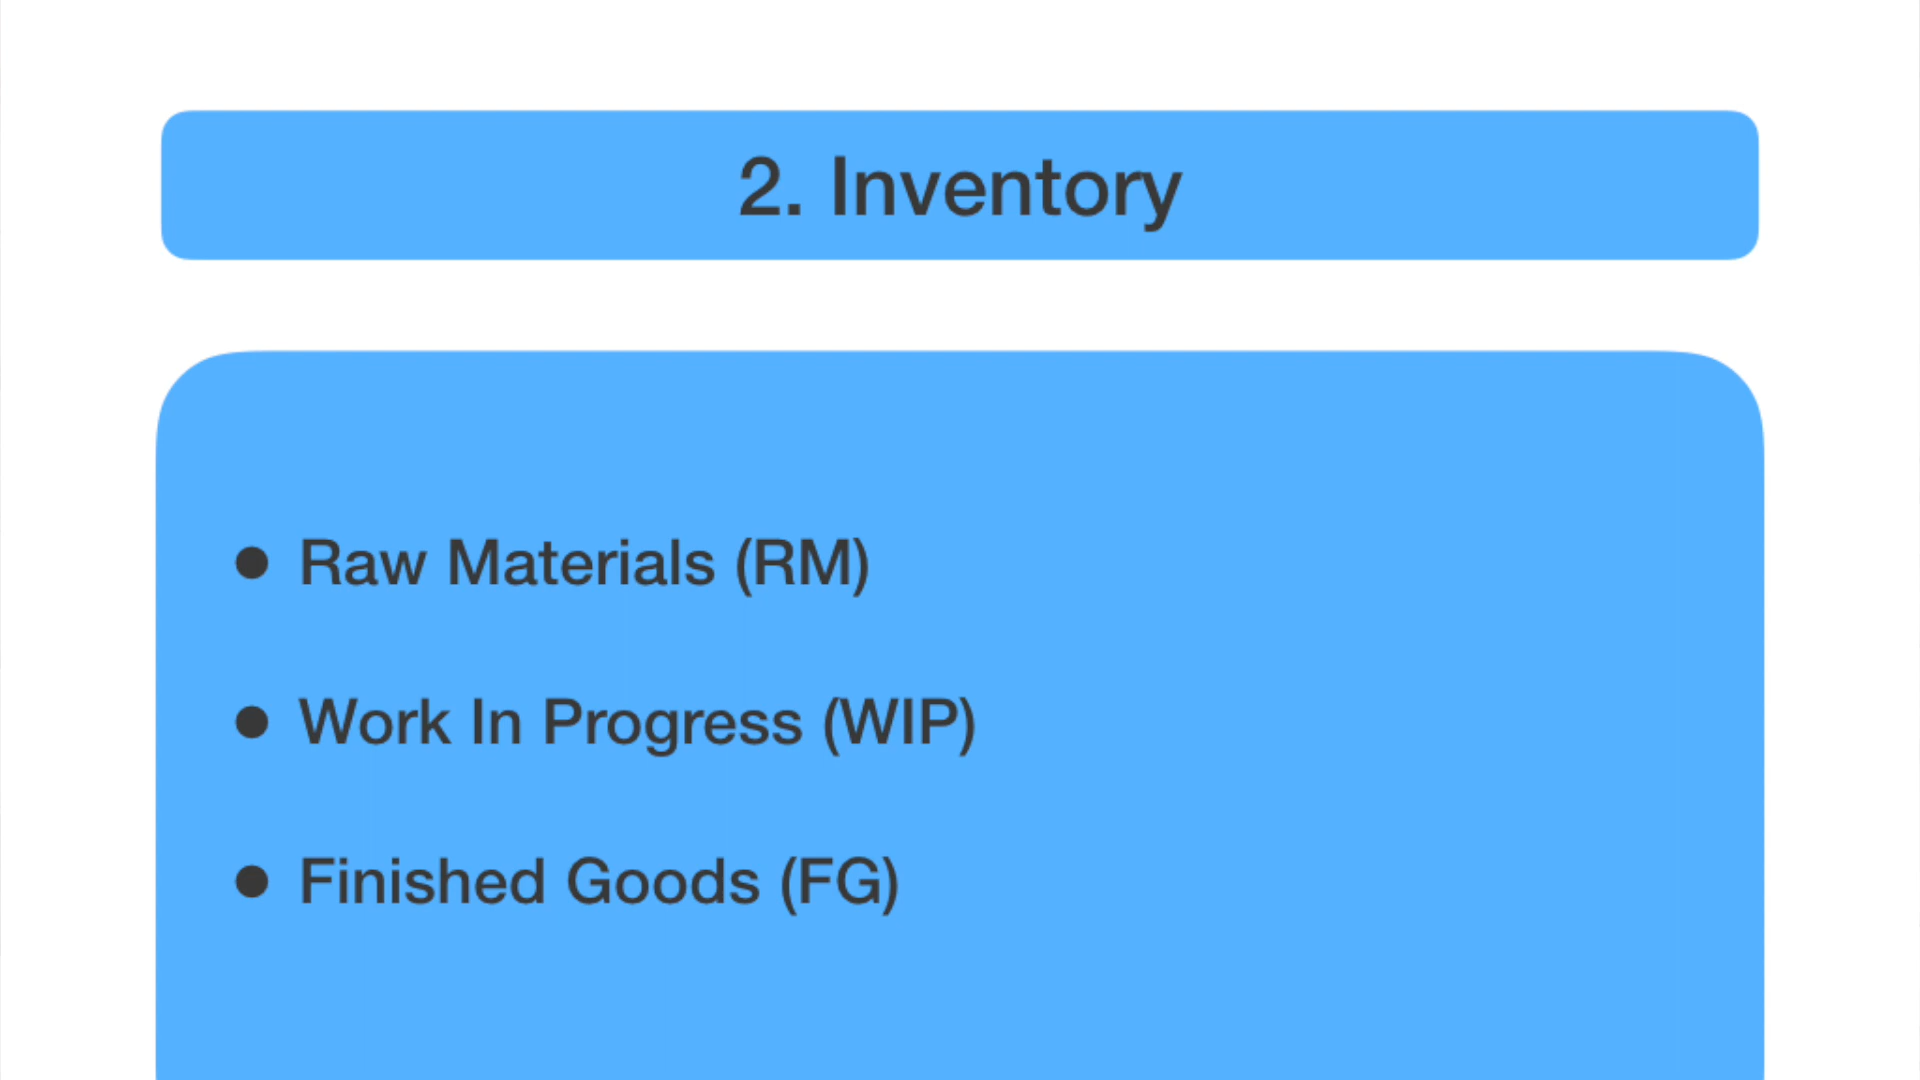 2. Inventory
● Raw Materials (RM)
● Work In Progress (WIP)
● Finished Goods (FG)